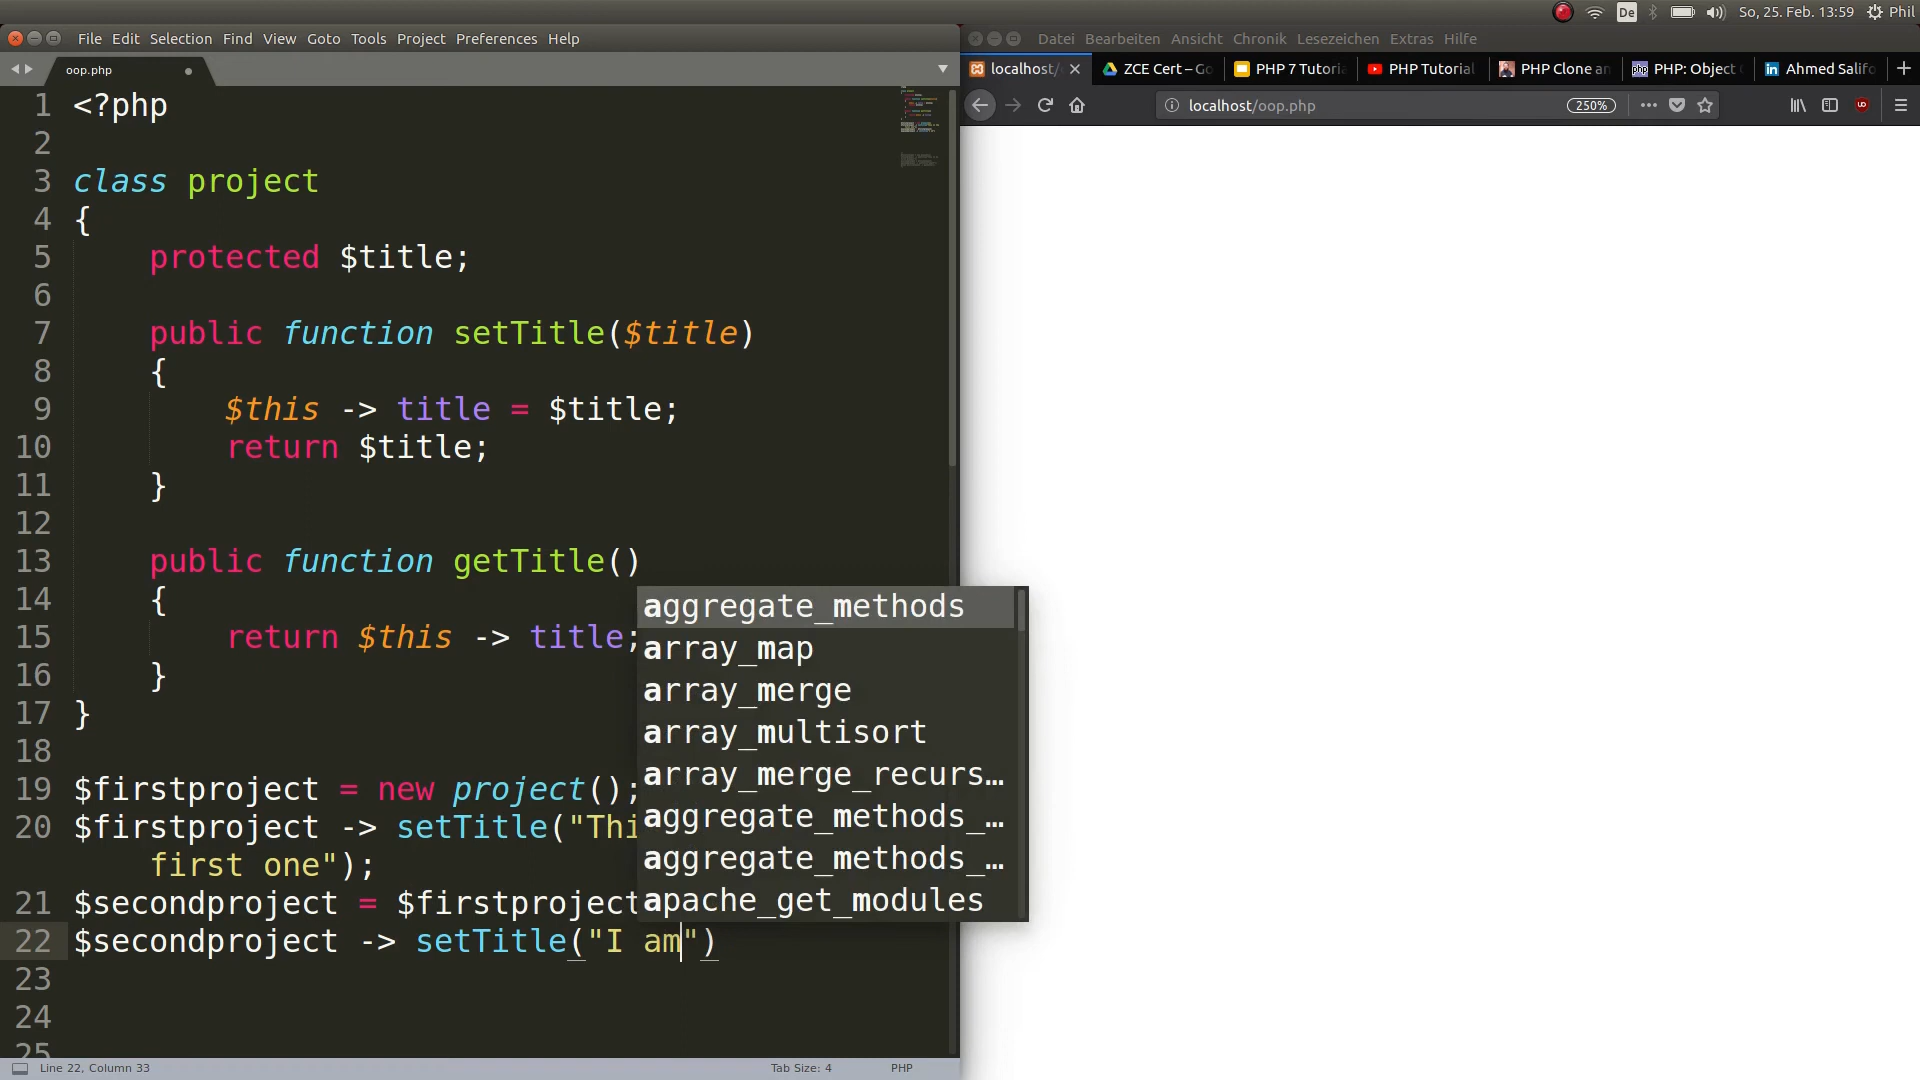 De So, 25. Feb. 13:59 Phil
File Edit Selection Find View Goto Tools Project Preferences Help
Datei Bearbeiten Ansicht Chronik Lesezeichen Extras Hilfe
oop.php
localhost/ ZCE Cert – Go PHP 7 Tutoria PHP Tutorial PHP Clone an PHP: Object Ahmed Salifo
localhost/oop.php 250%
1 <?php
2
3 class project
4 {
5 protected $title;
6
7 public function setTitle($title)
8 {
9 $this -> title = $title;
10 return $title;
11 }
12
13 public function getTitle()
14 {
15 return $this -> title;
16 }
17 }
18
19 $firstproject = new project();
20 $firstproject -> setTitle("Thi
first one");
21 $secondproject = $firstproject
22 $secondproject -> setTitle("I am")
23
24
25
aggregate_methods
array_map
array_merge
array_multisort
array_merge_recurs…
aggregate_methods_…
aggregate_methods_…
apache_get_modules
Line 22, Column 33 Tab Size: 4 PHP